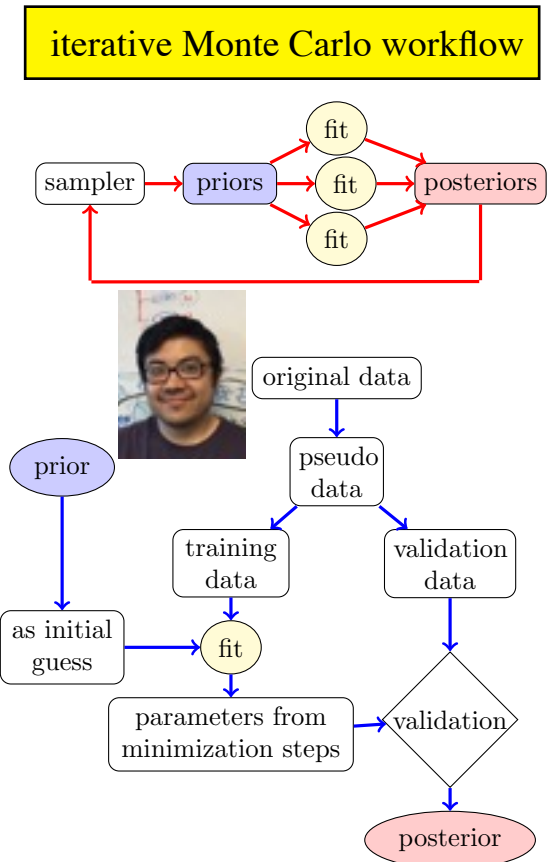 iterative Monte Carlo workflow
fit
sampler
priors
fit
posteriors
fit
original data
prior
pseudo
data
training
data
validation
data
as initial
guess
fit
parameters from
minimization steps
validation
posterior